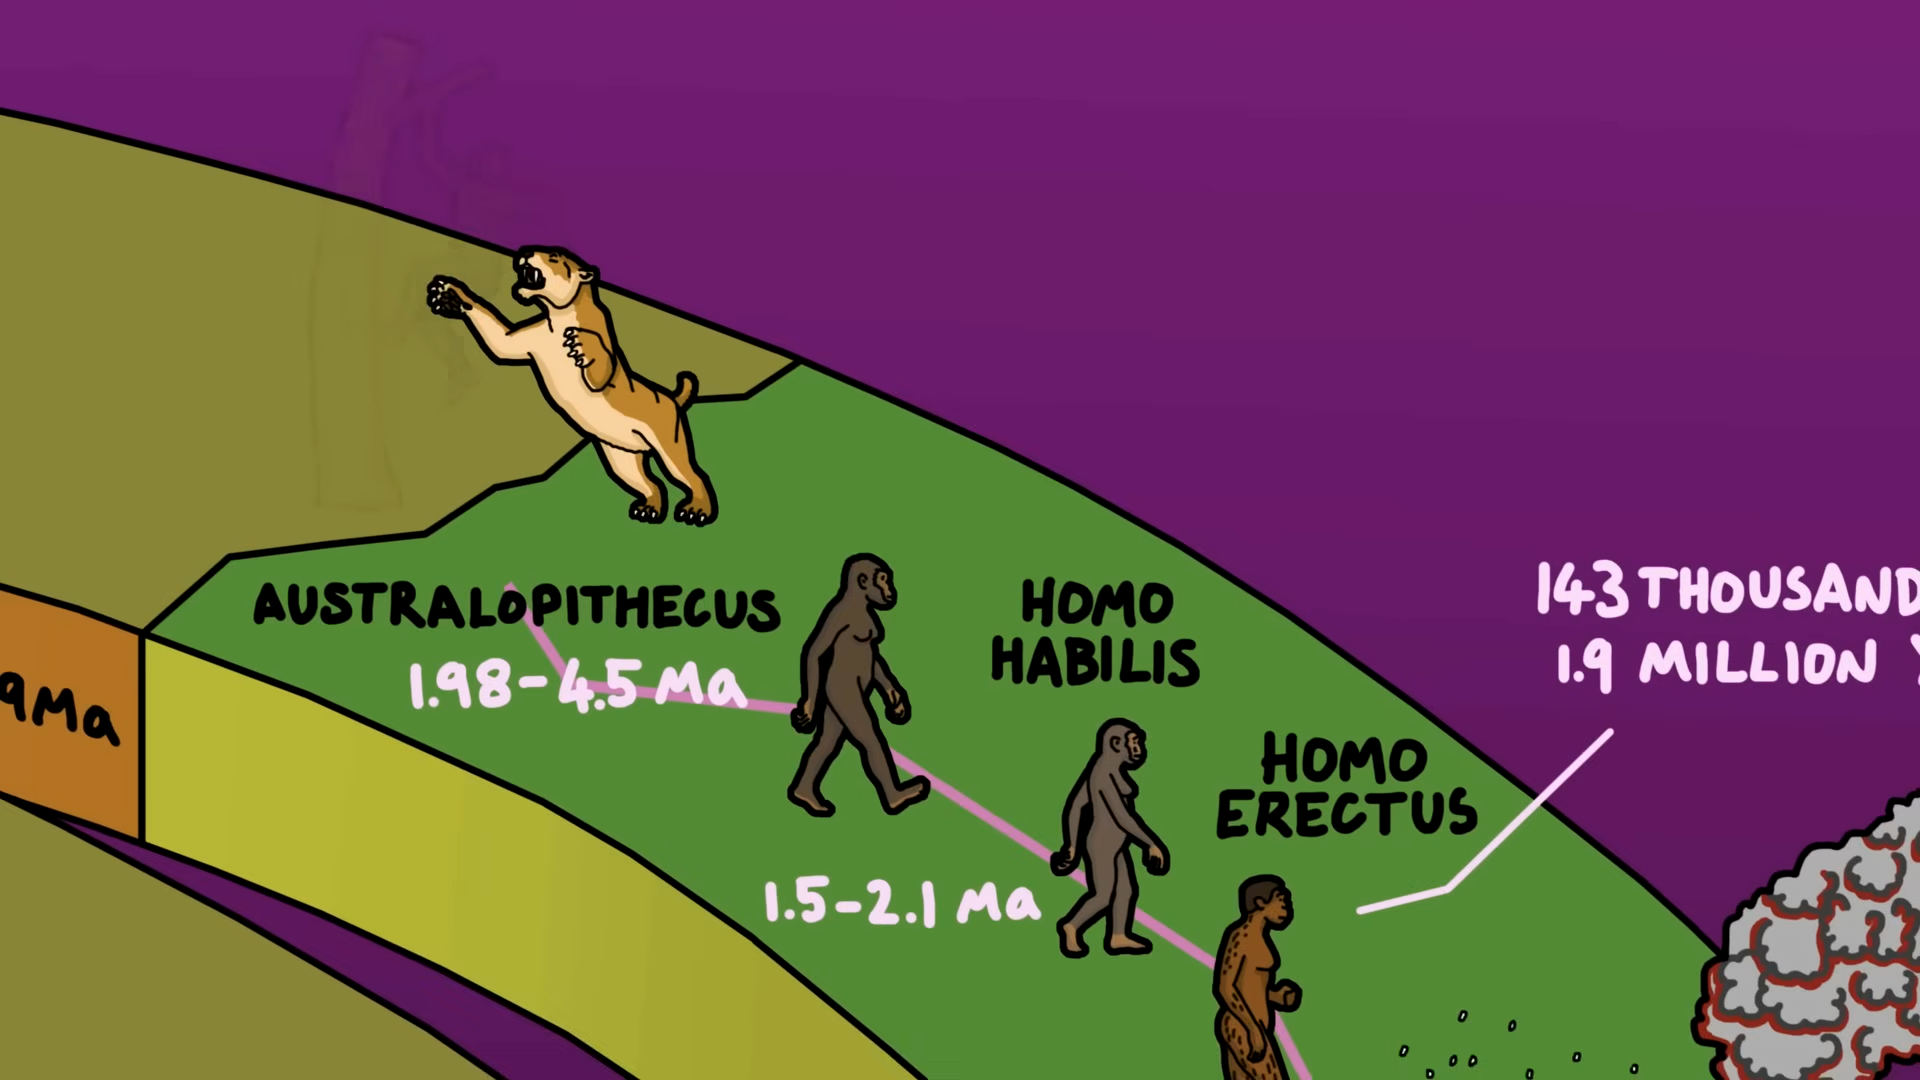 AUSTRALOPITHECUS
1.98-4.5 Ma
HOMO
HABILIS
1.5-2.1 Ma
HOMO
ERECTUS
143 THOUSAND
1.9 MILLION
9Ma